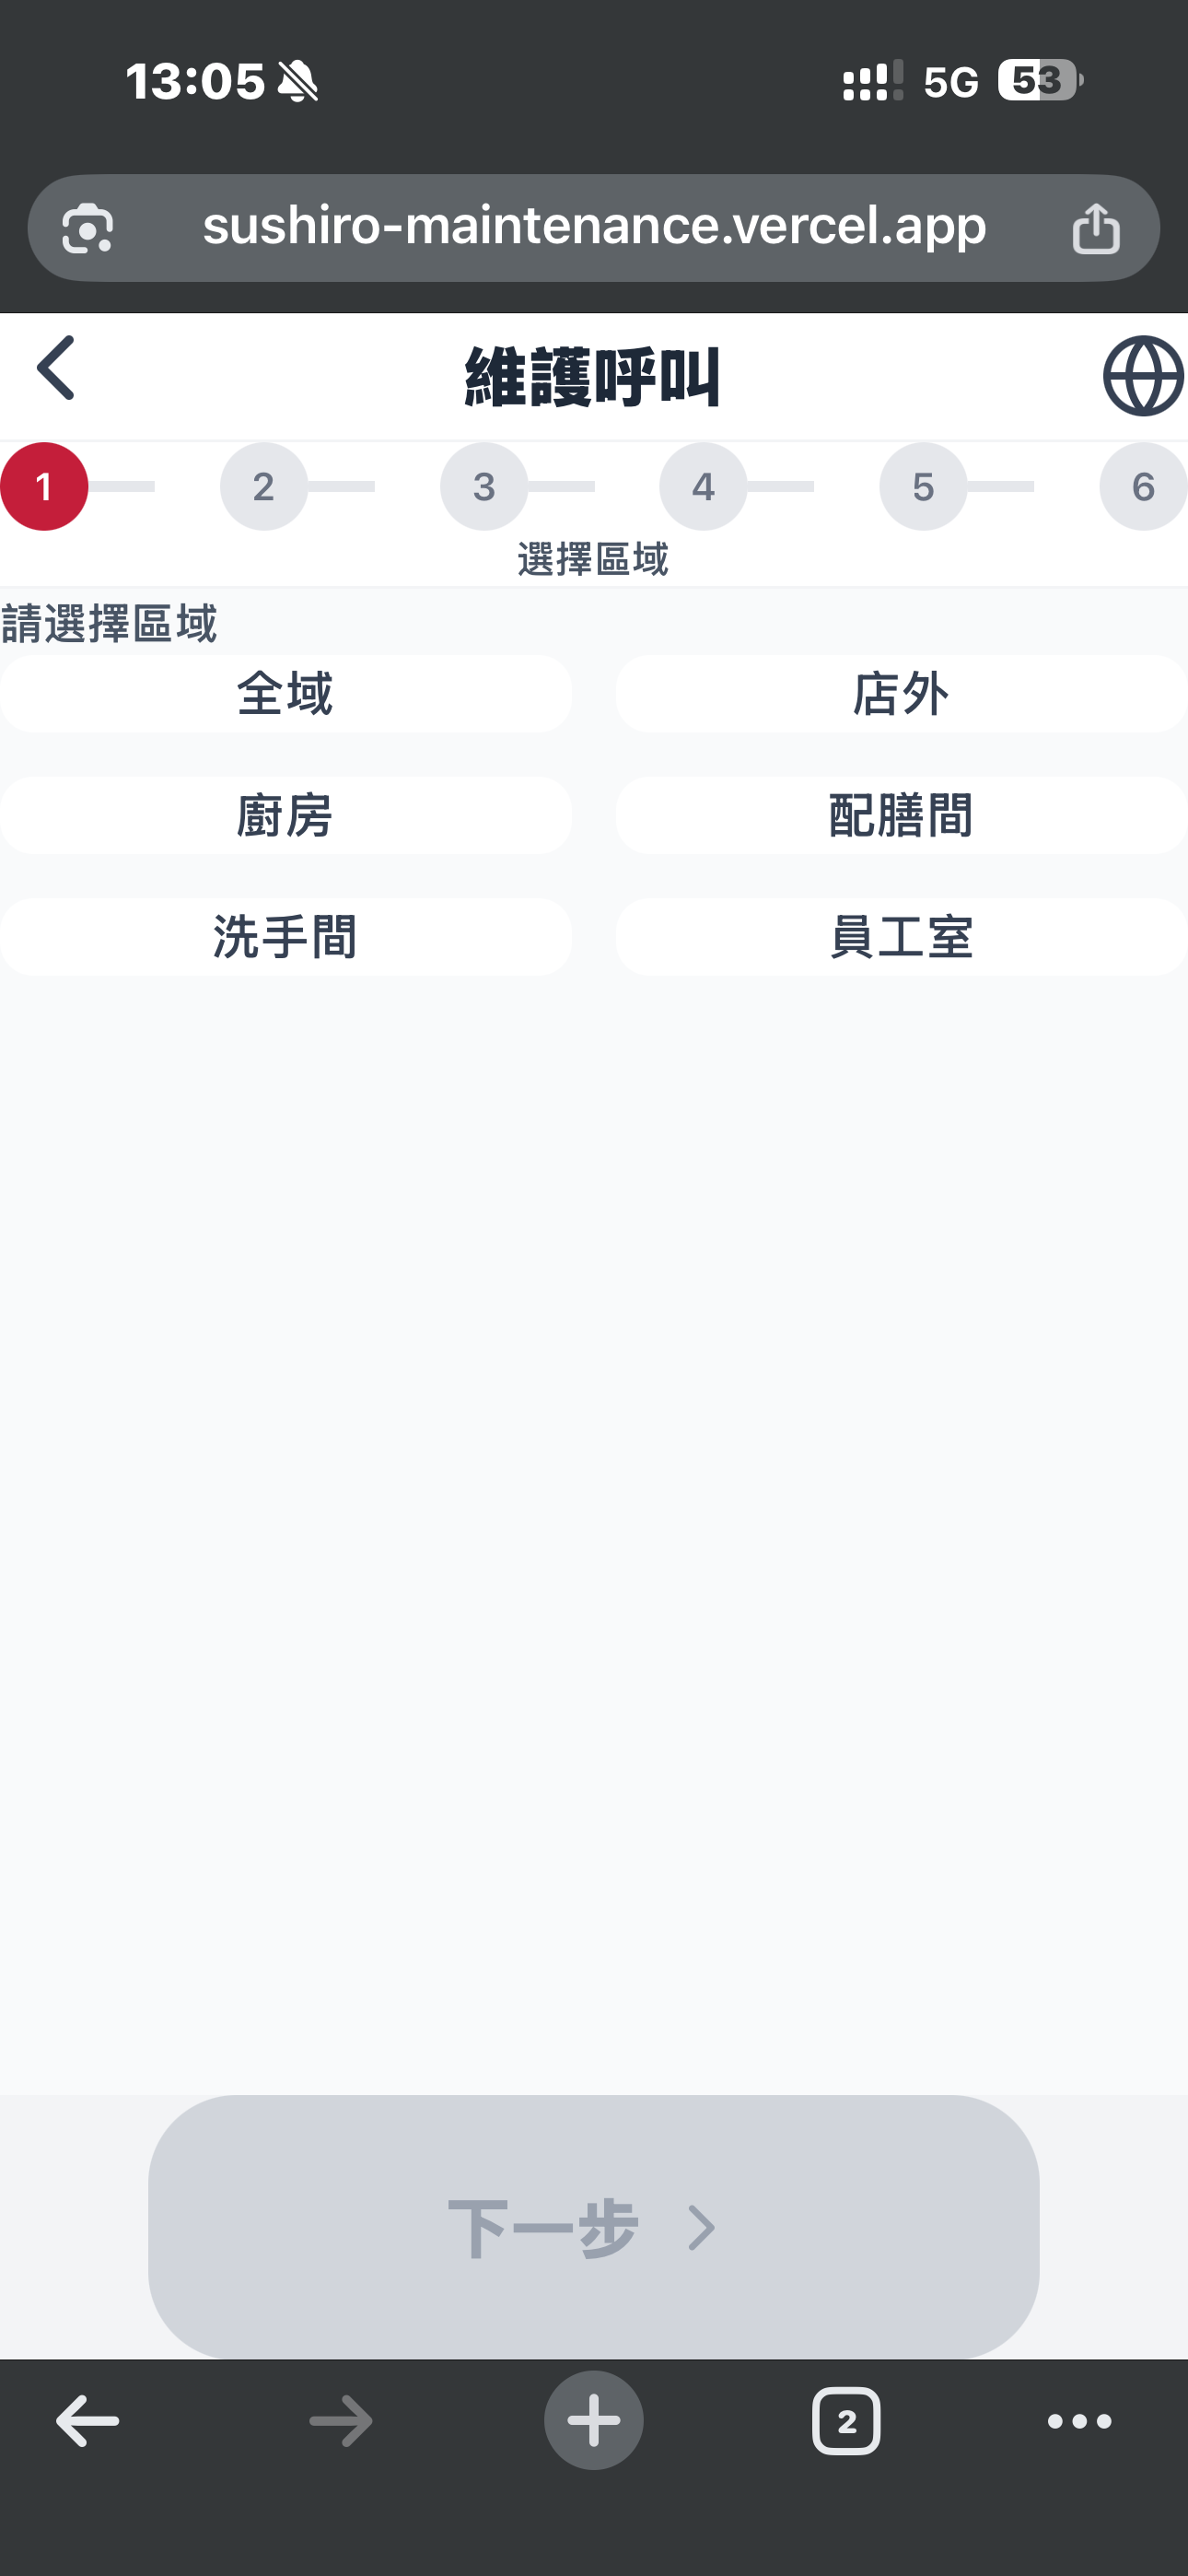 13:05 5G 53
sushiro-maintenance.vercel.app
維護呼叫
1 2 3 4 5 6
選擇區域
請選擇區域
全域 店外
廚房 配膳間
洗手間 員工室
下一步
2